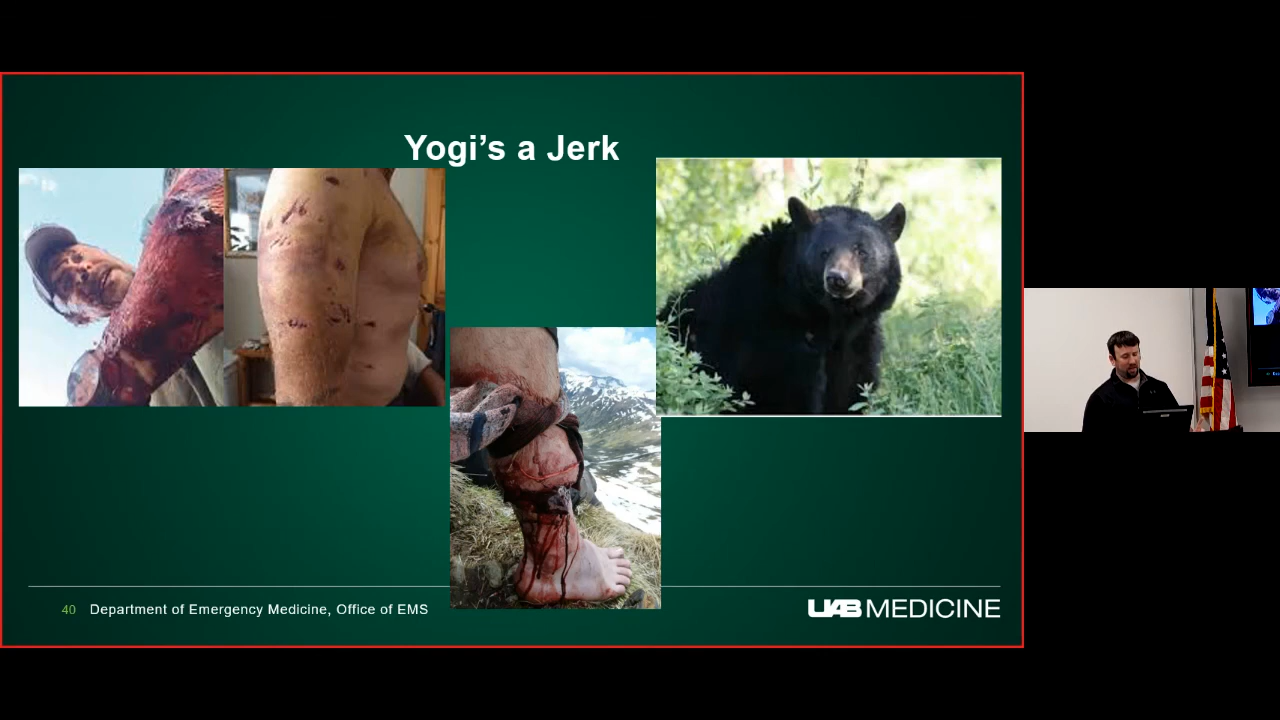 Yogi's a Jerk
40 Department of Emergency Medicine, Office of EMS
UAB MEDICINE